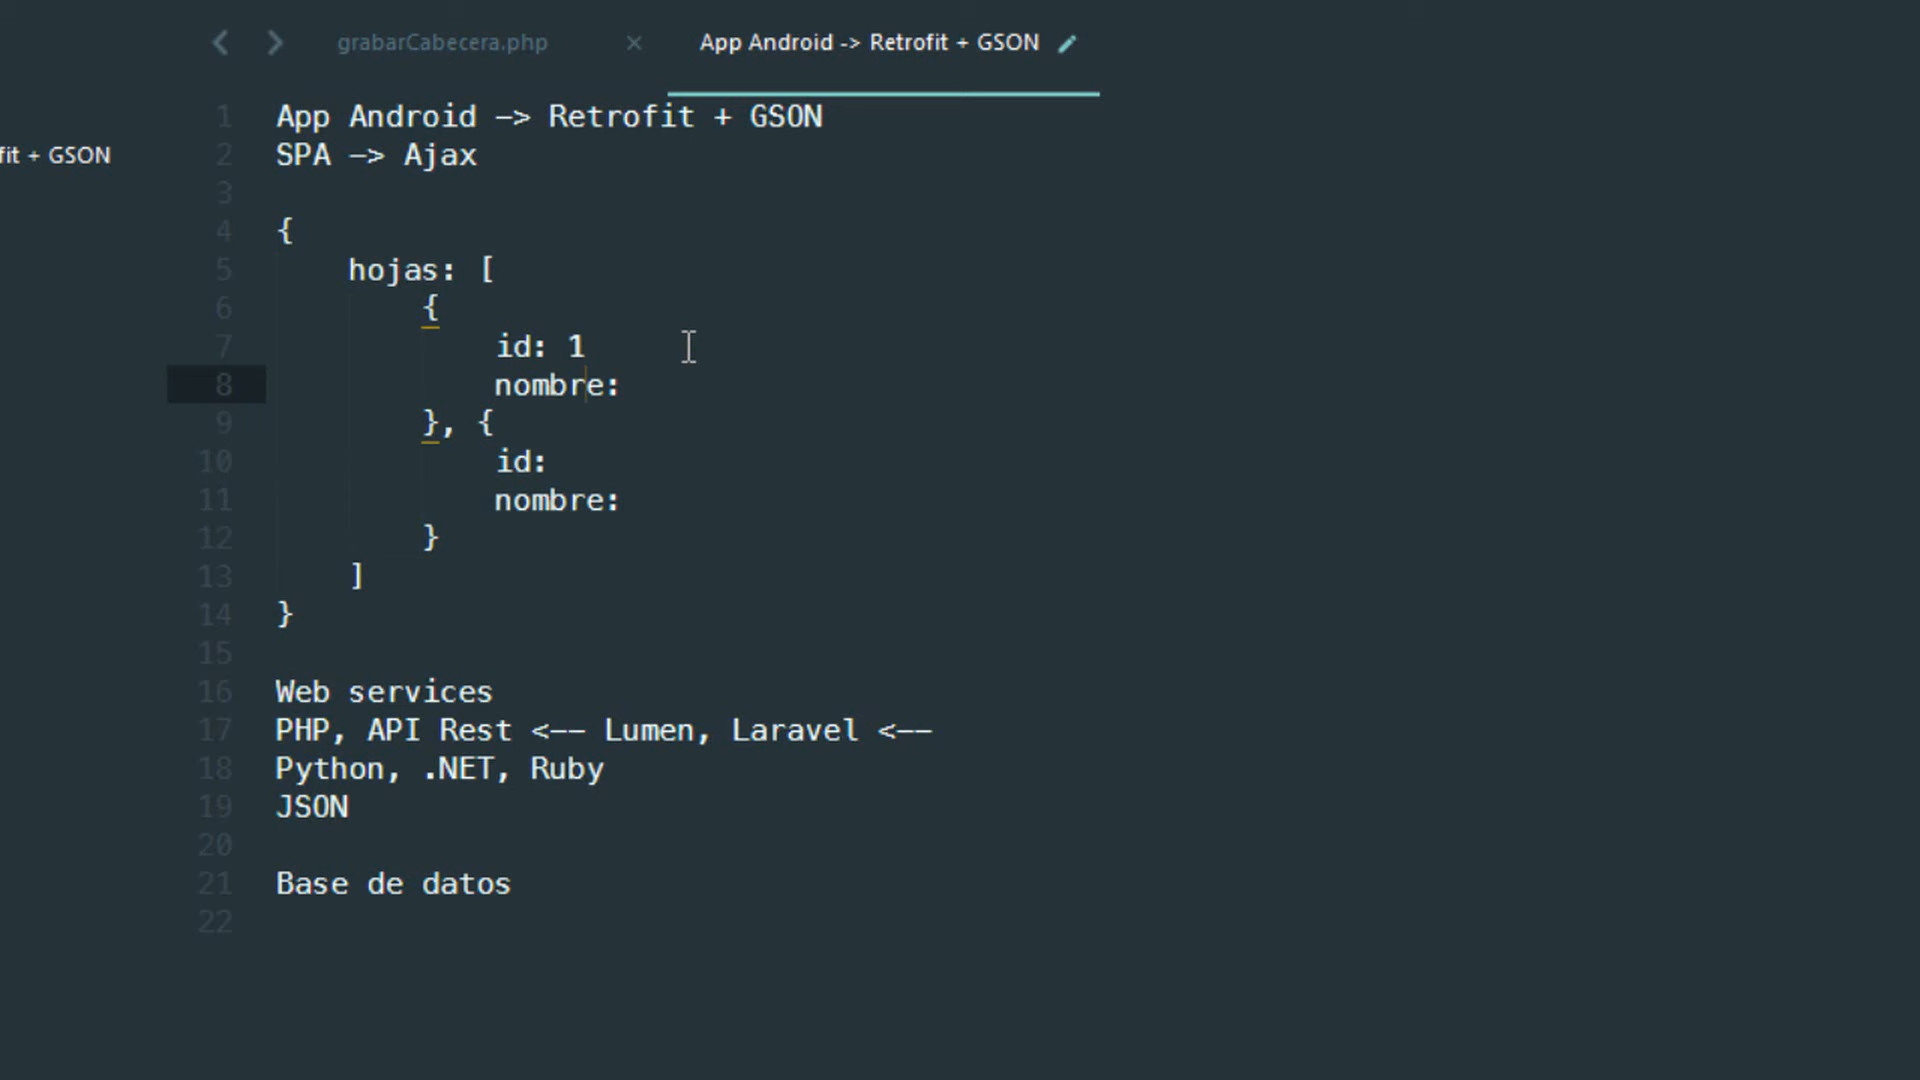 grabarCabecera.php × App Android -> Retrofit + GSON
fit + GSON
1 App Android —> Retrofit + GSON
2 SPA —> Ajax
3
4 {
5 hojas: [
6 {
7 id: 1
8 nombre:
9 }, {
10 id:
11 nombre:
12 }
13 ]
14 }
15
16 Web services
17 PHP, API Rest <—— Lumen, Laravel <——
18 Python, .NET, Ruby
19 JSON
20
21 Base de datos
22